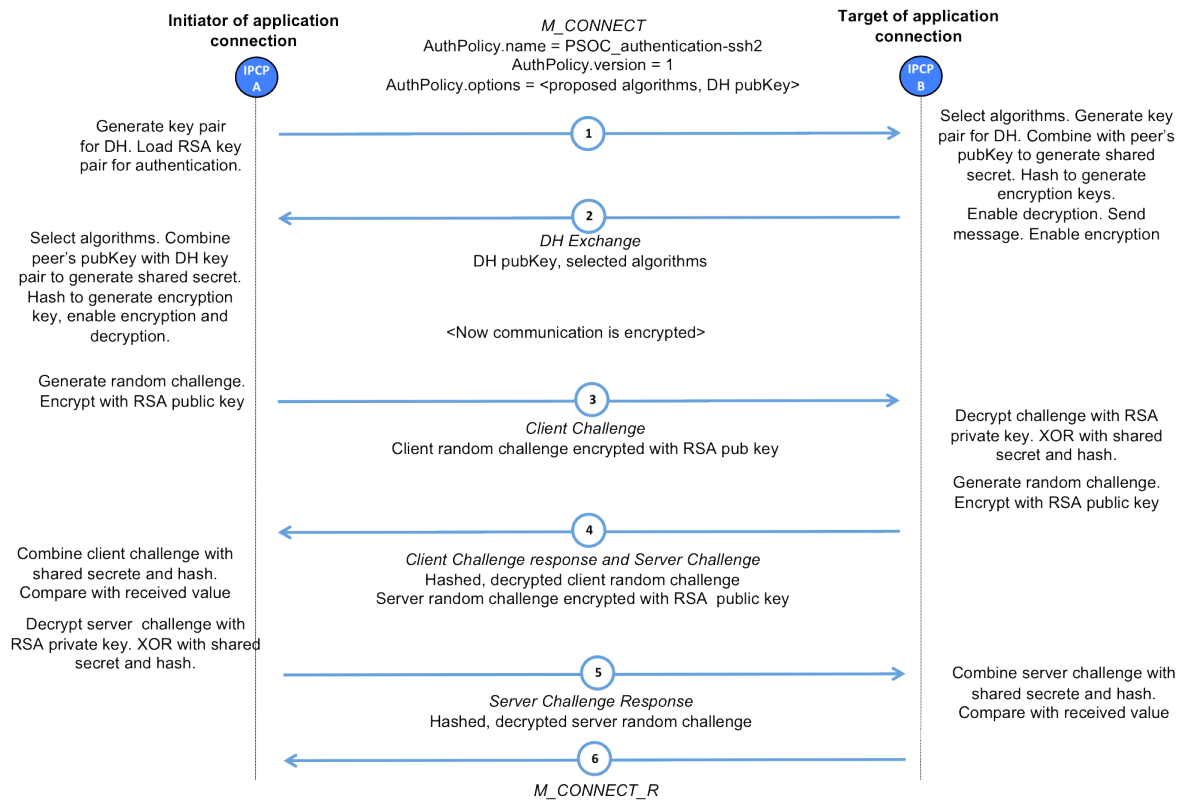 Initiator of application
connection
M_CONNECT
AuthPolicy.name = PSOC_authentication-ssh2
AuthPolicy.version = 1
AuthPolicy.options = <proposed algorithms, DH pubKey>
Target of application
connection
IPCP
A
IPCP
B
Generate key pair
for DH. Load RSA key
pair for authentication.
1
Select algorithms. Generate key
pair for DH. Combine with peer's
pubKey to generate shared
secret. Hash to generate
encryption keys.
Enable decryption. Send
message. Enable encryption
2
DH Exchange
DH pubKey, selected algorithms
Select algorithms. Combine
peer's pubKey with DH key
pair to generate shared secret.
Hash to generate encryption
key, enable encryption and
decryption.
<Now communication is encrypted>
Generate random challenge.
Encrypt with RSA public key
3
Client Challenge
Client random challenge encrypted with RSA pub key
Decrypt challenge with RSA
private key. XOR with shared
secret and hash.
Generate random challenge.
Encrypt with RSA public key
4
Client Challenge response and Server Challenge
Hashed, decrypted client random challenge
Server random challenge encrypted with RSA public key
Combine client challenge with
shared secrete and hash.
Compare with received value
Decrypt server challenge with
RSA private key. XOR with shared
secret and hash.
5
Server Challenge Response
Hashed, decrypted server random challenge
Combine server challenge with
shared secrete and hash.
Compare with received value
6
M_CONNECT_R